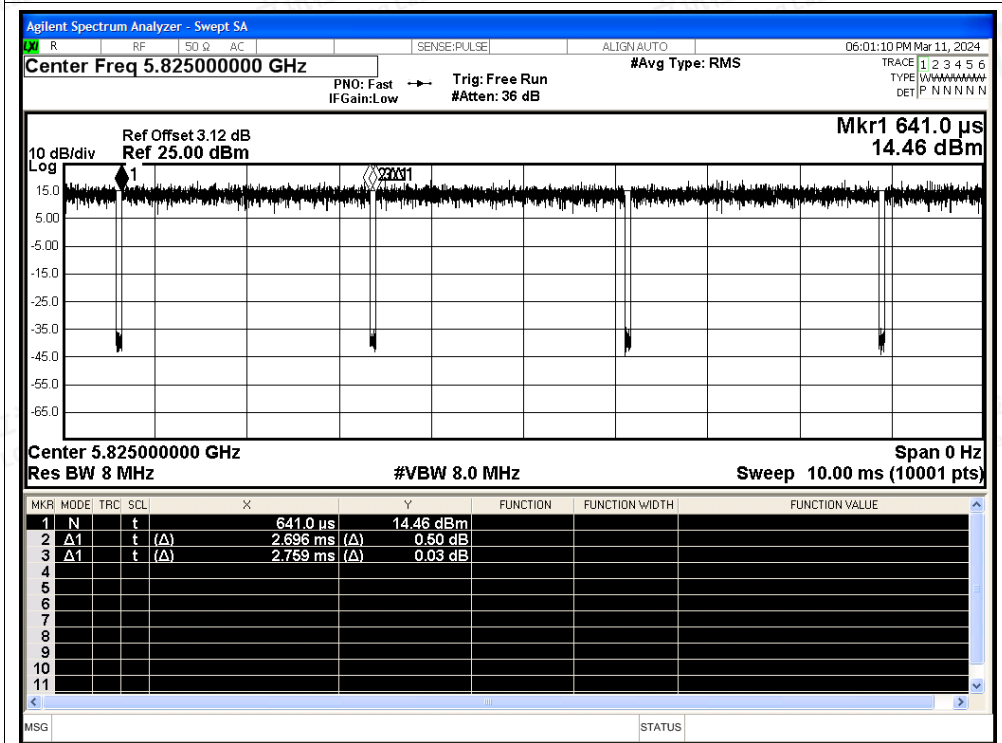 Agilent Spectrum Analyzer - Swept SA
LXI R RF 50 Ω AC SENSE:PULSE ALIGN AUTO 06:01:10 PM Mar 11, 2024
Center Freq 5.825000000 GHz #Avg Type: RMS TRACE 1 2 3 4 5 6
PNO: Fast Trig: Free Run TYPE W
IFGain:Low #Atten: 36 dB DET P N N N N N
Mkr1 641.0 µs
Ref Offset 3.12 dB
10 dB/div Ref 25.00 dBm 14.46 dBm
Log
1
15.0
5.00
-5.00
-15.0
-25.0
-35.0
-45.0
-55.0
-65.0
Center 5.825000000 GHz Span 0 Hz
Res BW 8 MHz #VBW 8.0 MHz Sweep 10.00 ms (10001 pts)
MKR MODE TRC SCL X Y FUNCTION FUNCTION WIDTH FUNCTION VALUE
1 N t 641.0 µs 14.46 dBm
2 Δ1 t (Δ) 2.696 ms (Δ) 0.50 dB
3 Δ1 t (Δ) 2.759 ms (Δ) 0.03 dB
4
5
6
7
8
9
10
11
MSG STATUS